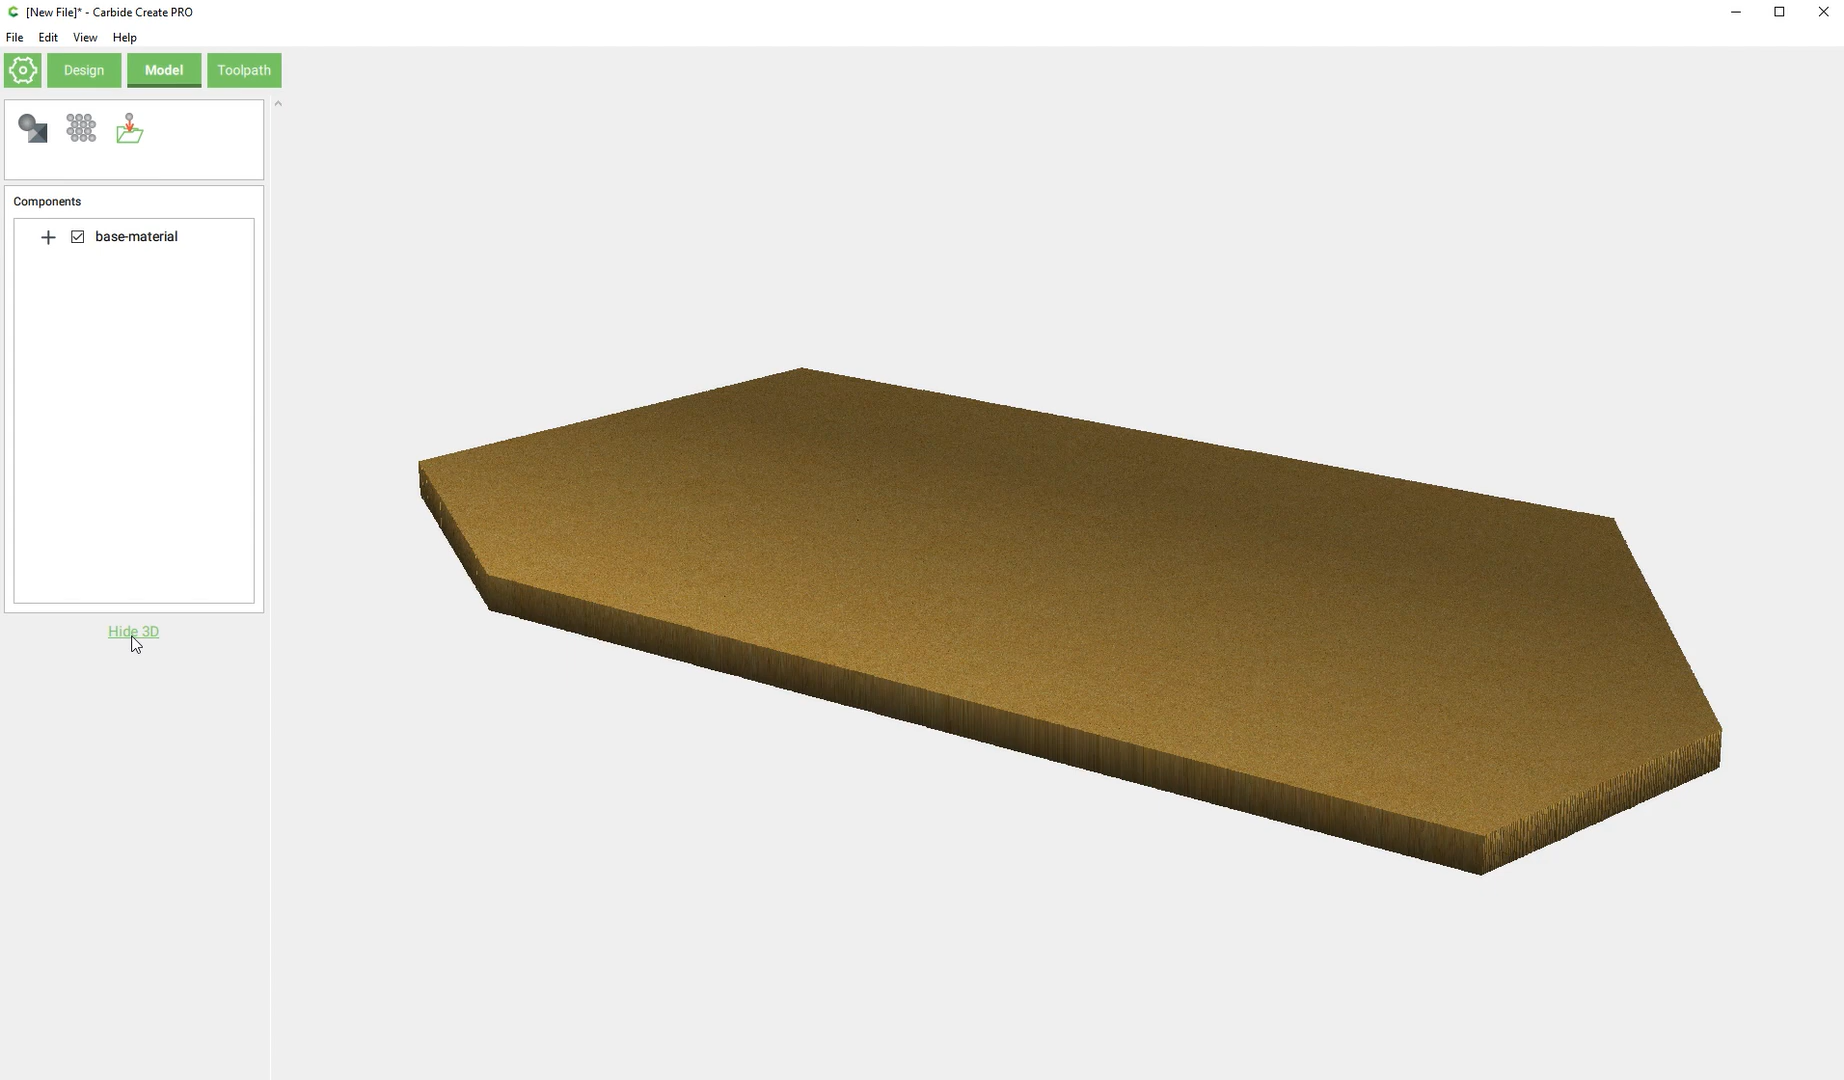 [New File]* - Carbide Create PRO
File Edit View Help
Design Model Toolpath
Components
base-material
Hide 3D